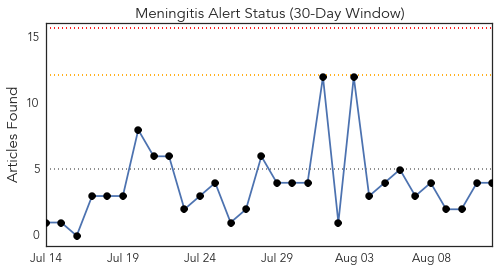 Meningitis Alert Status (30-Day Window)
Articles Found
15
10
5
0
Jul 14 Jul 19 Jul 24 Jul 29 Aug 03 Aug 08